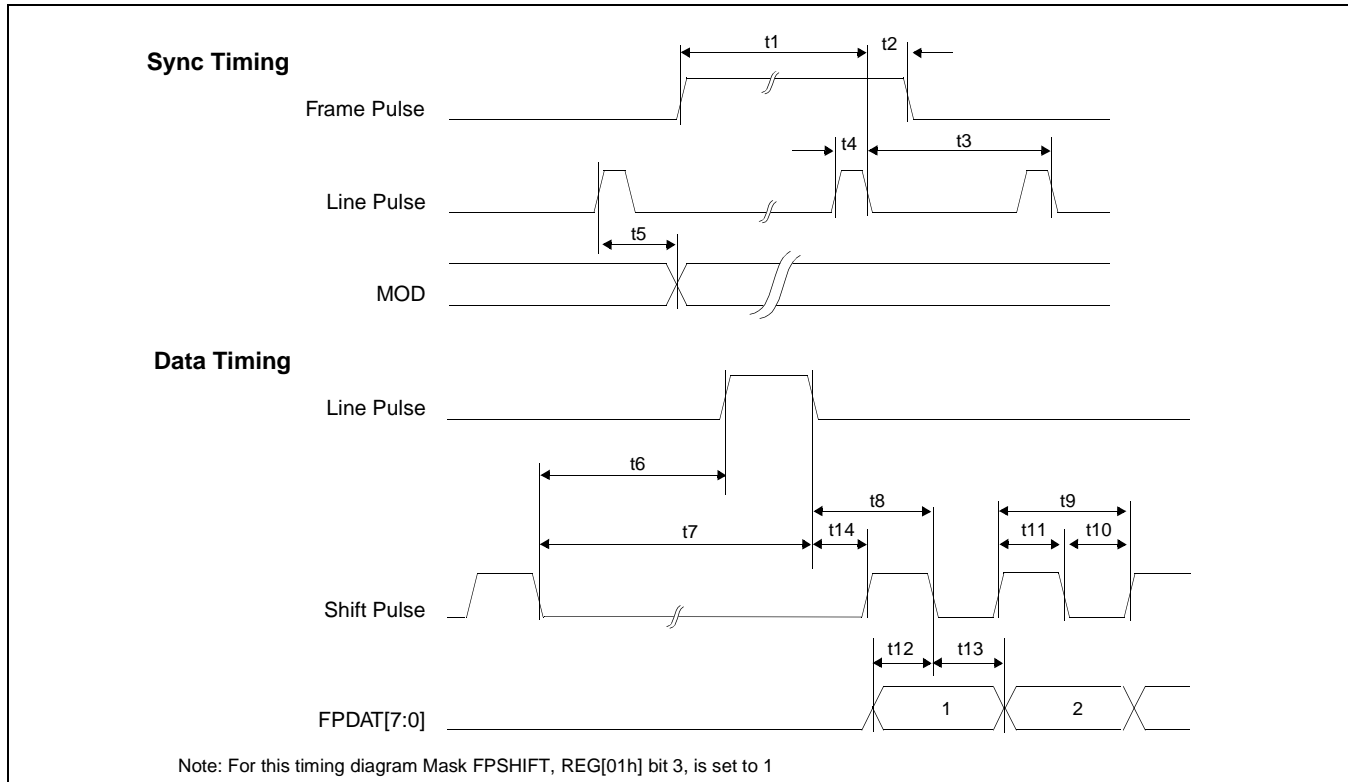 Sync Timing
t1
t2
Frame Pulse
t4
t3
Line Pulse
t5
MOD
Data Timing
Line Pulse
t6
t8
t9
t7
t14
t11
t10
Shift Pulse
t12
t13
FPDAT[7:0]
1
2
Note: For this timing diagram Mask FPSHIFT, REG[01h] bit 3, is set to 1